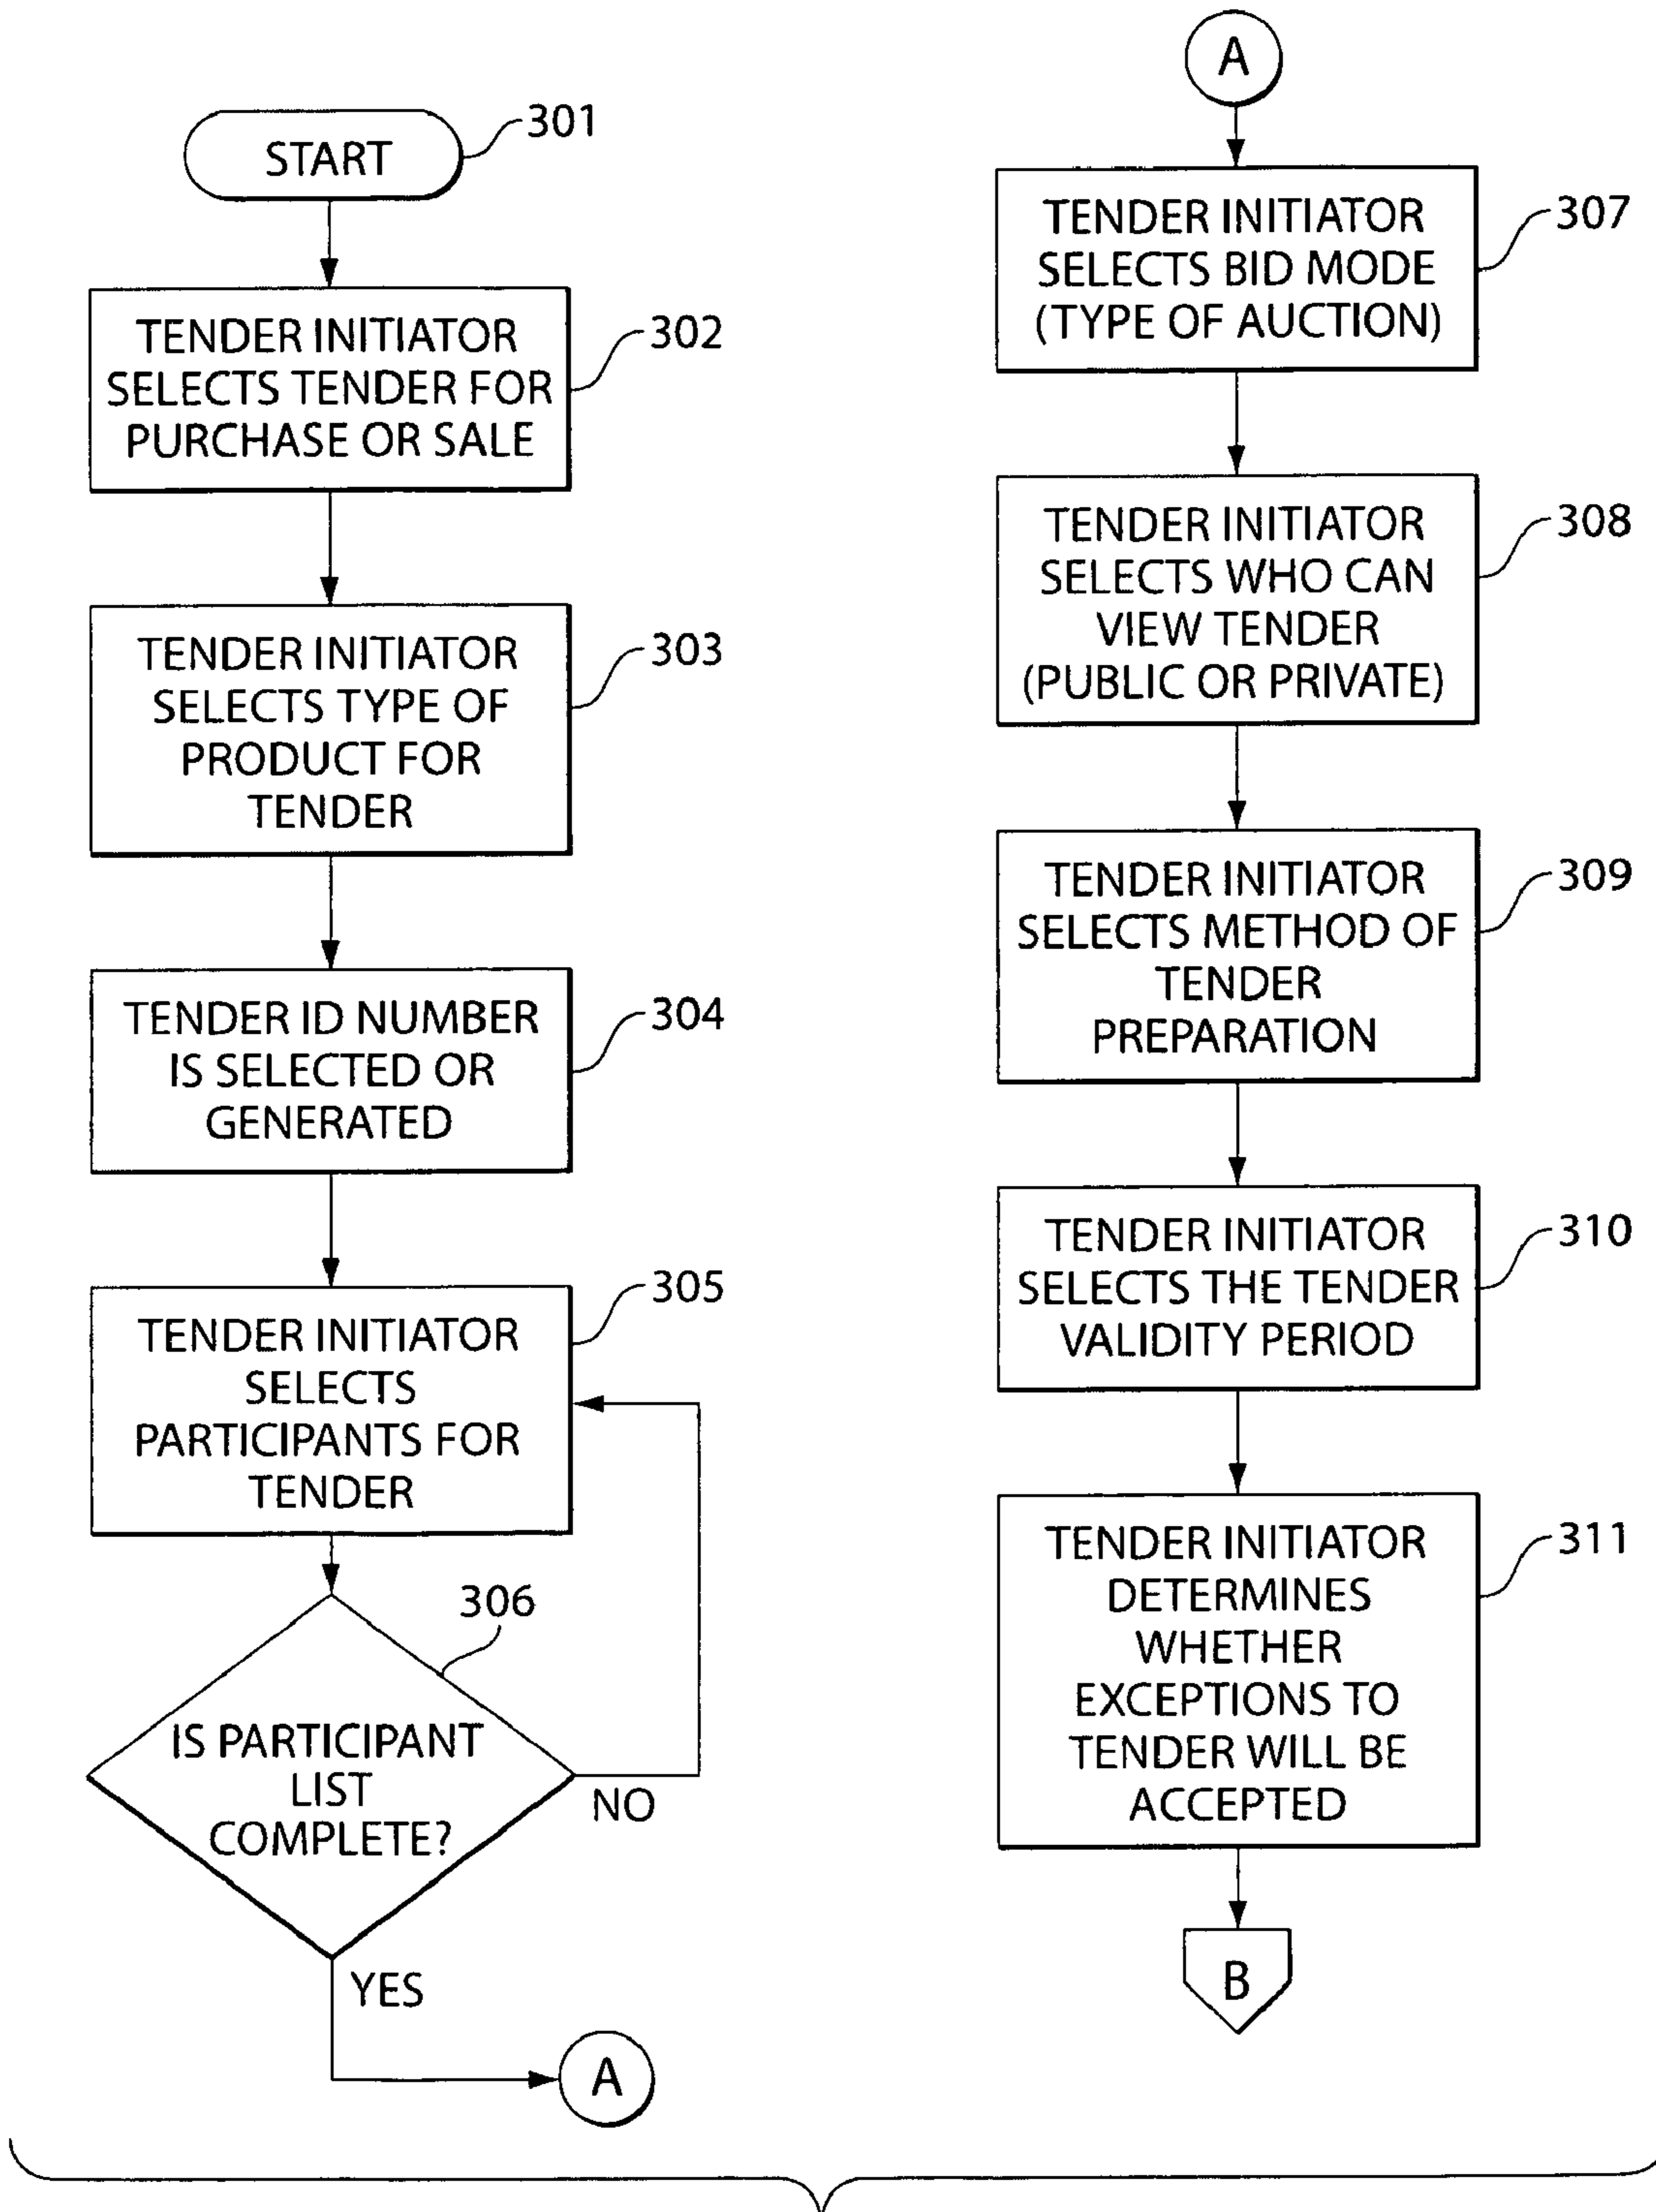 START
301
TENDER INITIATOR
SELECTS TENDER FOR
PURCHASE OR SALE
302
TENDER INITIATOR
SELECTS TYPE OF
PRODUCT FOR
TENDER
303
TENDER ID NUMBER
IS SELECTED OR
GENERATED
304
TENDER INITIATOR
SELECTS
PARTICIPANTS FOR
TENDER
305
306
IS PARTICIPANT
LIST
COMPLETE?
NO
YES
A
A
TENDER INITIATOR
SELECTS BID MODE
(TYPE OF AUCTION)
307
TENDER INITIATOR
SELECTS WHO CAN
VIEW TENDER
(PUBLIC OR PRIVATE)
308
TENDER INITIATOR
SELECTS METHOD OF
TENDER
PREPARATION
309
TENDER INITIATOR
SELECTS THE TENDER
VALIDITY PERIOD
310
TENDER INITIATOR
DETERMINES
WHETHER
EXCEPTIONS TO
TENDER WILL BE
ACCEPTED
311
B